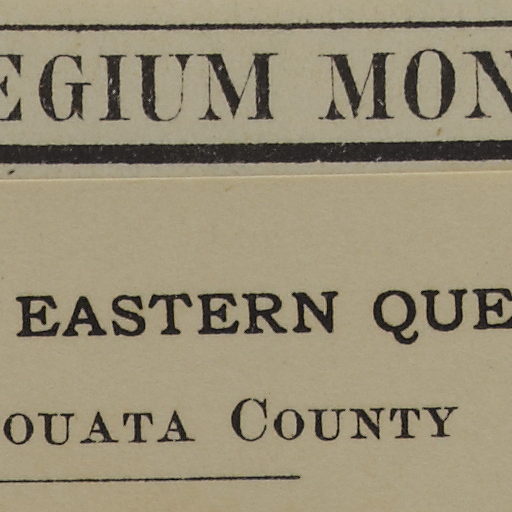 EGIUM MON
EASTERN QUE
OUATA COUNTY